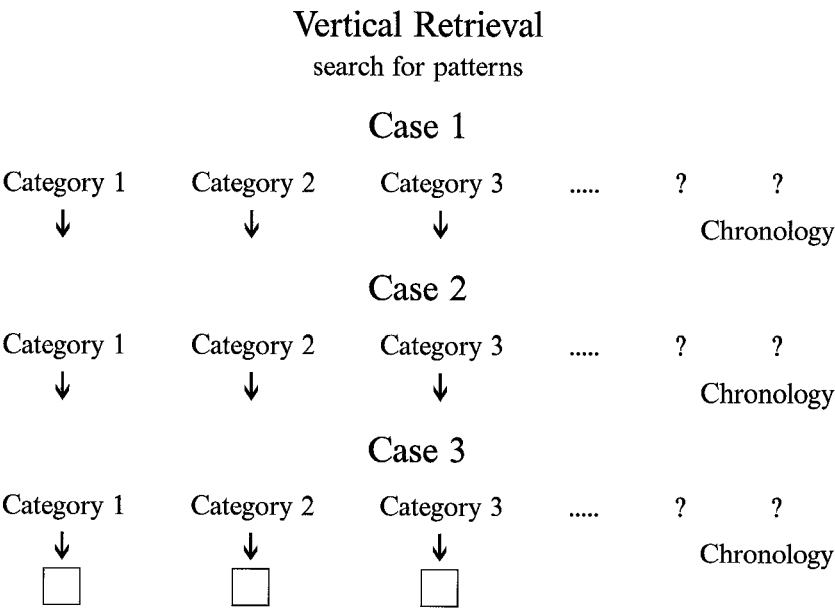 Vertical Retrieval
search for patterns
Case 1
Category 1 Category 2 Category 3 ..... ? ?
Chronology
Case 2
Category 1 Category 2 Category 3 ..... ? ?
Chronology
Case 3
Category 1 Category 2 Category 3 ..... ? ?
Chronology